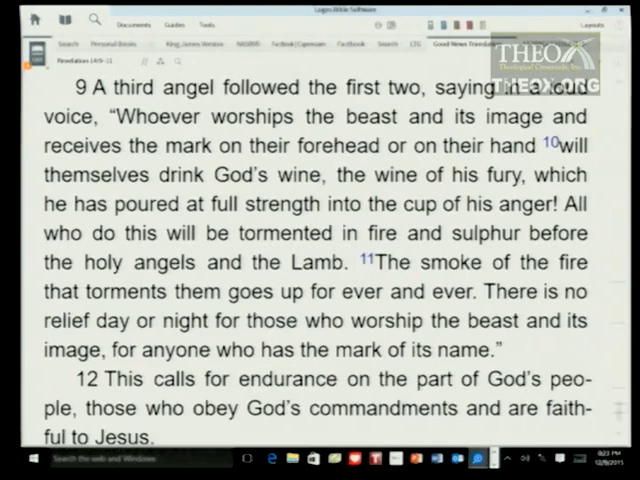 Logos Bible Software
Documents Guides Tools Layouts
Search Personal Books King James Version NASB95 Factbook Search LTG Good News Translat
Revelation 14:9-11
THEOX
THEOX.ORG
9 A third angel followed the first two, saying in a loud
voice, “Whoever worships the beast and its image and
receives the mark on their forehead or on their hand 10will
themselves drink God’s wine, the wine of his fury, which
he has poured at full strength into the cup of his anger! All
who do this will be tormented in fire and sulphur before
the holy angels and the Lamb. 11The smoke of the fire
that torments them goes up for ever and ever. There is no
relief day or night for those who worship the beast and its
image, for anyone who has the mark of its name.”
12 This calls for endurance on the part of God’s peo-
ple, those who obey God’s commandments and are faith-
ful to Jesus.
Search the web and Windows